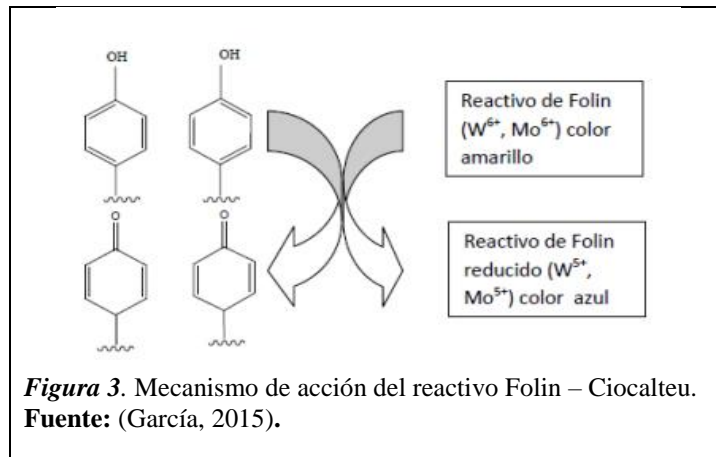 OH
OH
Reactivo de Folin
(W⁶⁺, Mo⁶⁺) color
amarillo
O
O
Reactivo de Folin
reducido (W⁵⁺,
Mo⁵⁺) color azul
Figura 3. Mecanismo de acción del reactivo Folin – Ciocalteu.
Fuente: (García, 2015).